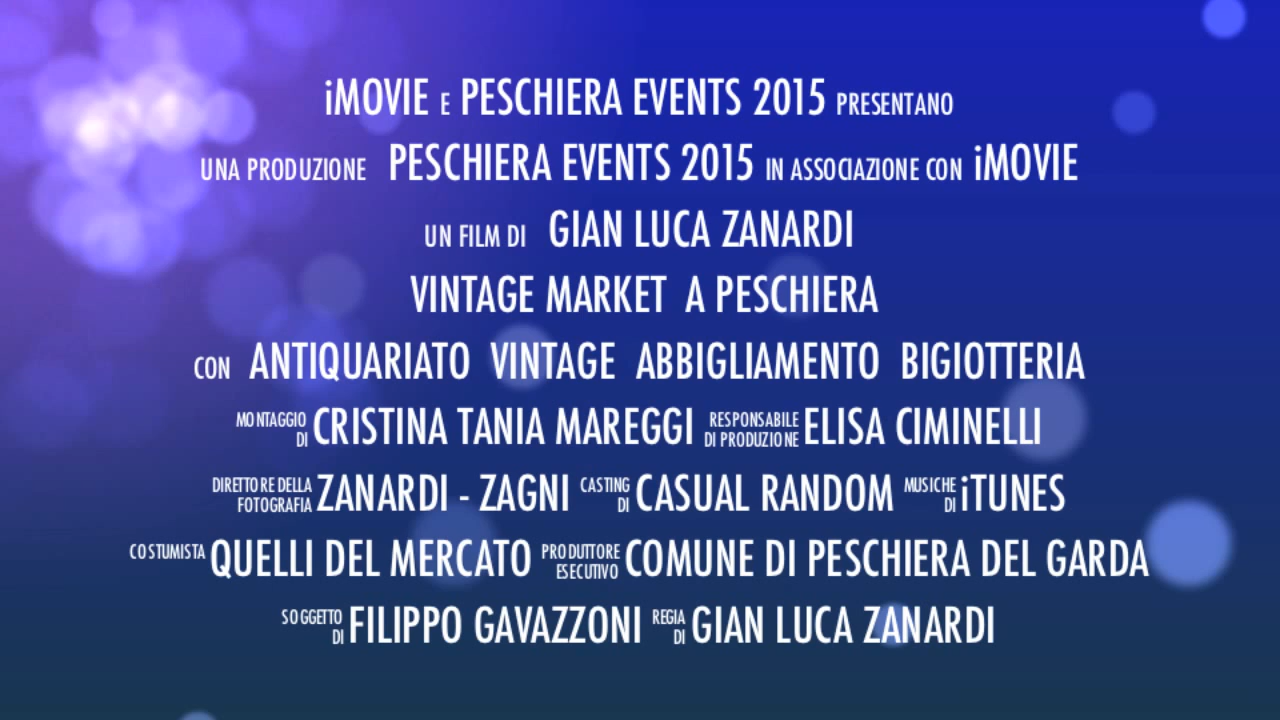 iMOVIE E PESCHIERA EVENTS 2015 PRESENTANO
UNA PRODUZIONE PESCHIERA EVENTS 2015 IN ASSOCIAZIONE CON iMOVIE
UN FILM DI GIAN LUCA ZANARDI
VINTAGE MARKET A PESCHIERA
CON ANTIQUARIATO VINTAGE ABBIGLIAMENTO BIGIOTTERIA
MONTAGGIO DI CRISTINA TANIA MAREGGI RESPONSABILE DI PRODUZIONE ELISA CIMINELLI
DIRETTORE DELLA FOTOGRAFIA ZANARDI - ZAGNI CASTING DI CASUAL RANDOM MUSICHE DI iTUNES
COSTUMISTA QUELLI DEL MERCATO PRODUTTORE ESECUTIVO COMUNE DI PESCHIERA DEL GARDA
SOGGETTO DI FILIPPO GAVAZZONI REGIA DI GIAN LUCA ZANARDI